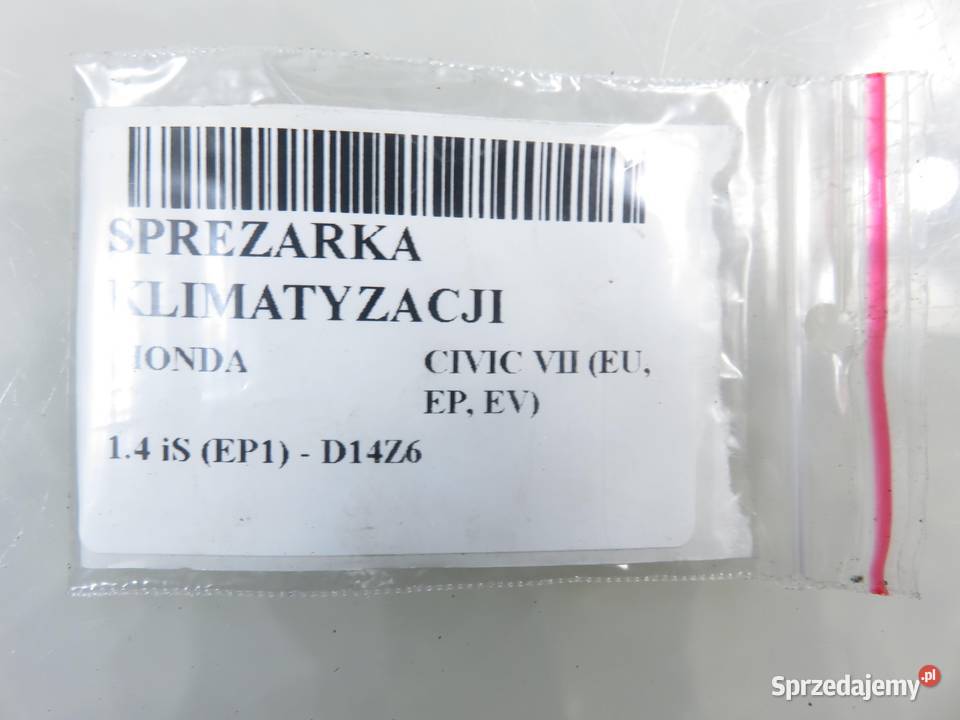 SPREZARKA
KLIMATYZACJI
HONDA CIVIC VII (EU,
EP, EV)
1.4 iS (EP1) - D14Z6
Sprzedajemy.pl